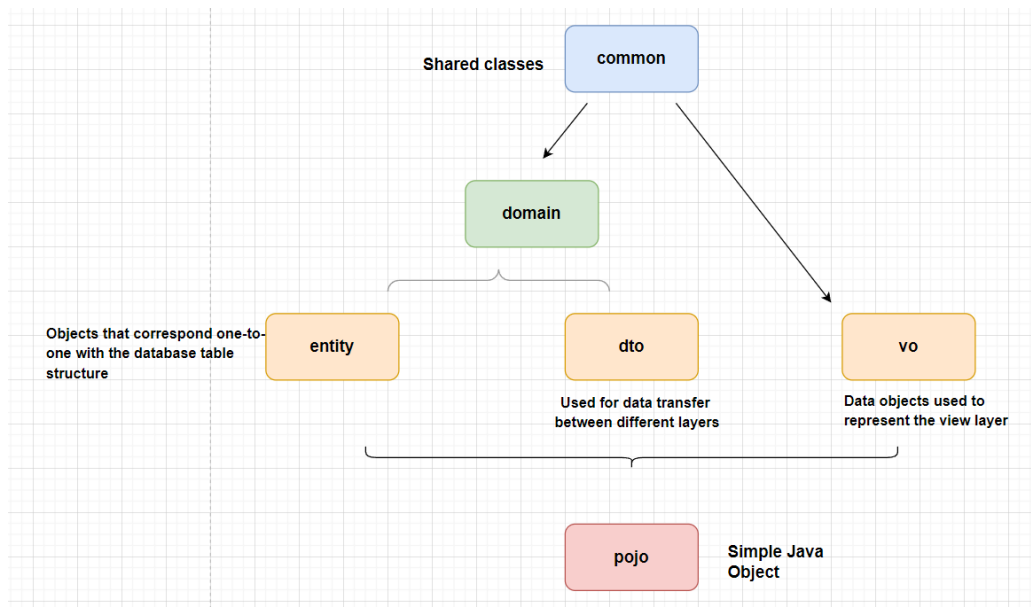 Shared classes
common
domain
Objects that correspond one-to-
one with the database table
structure
entity
dto
vo
Used for data transfer
between different layers
Data objects used to
represent the view layer
pojo
Simple Java
Object